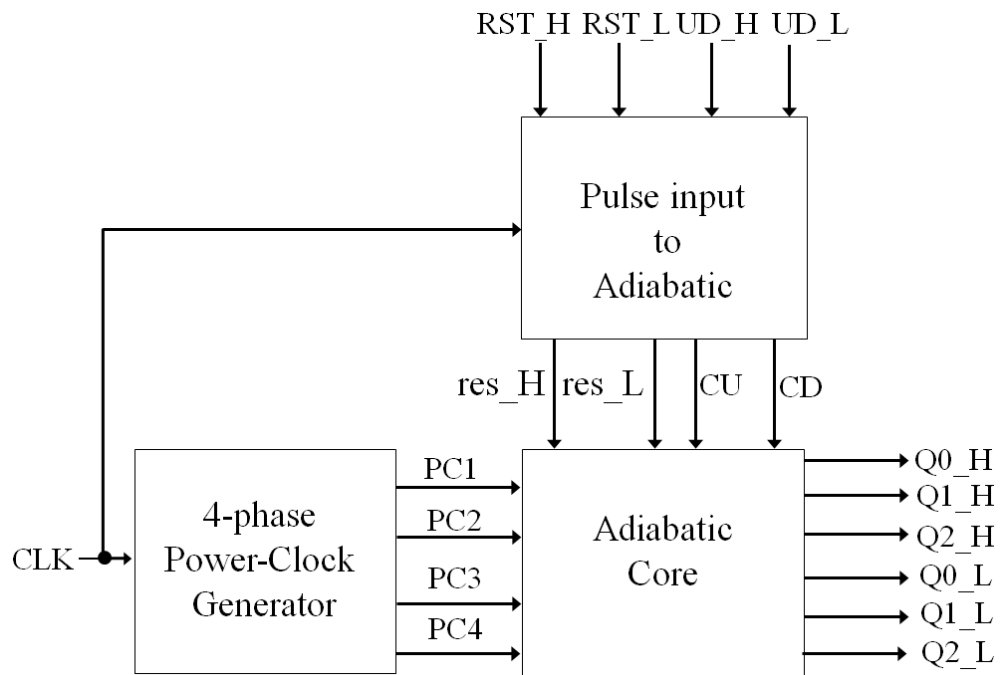 RST_H RST_L UD_H UD_L
Pulse input
to
Adiabatic
res_H res_L CU CD
4-phase
Power-Clock
Generator
CLK
PC1
PC2
PC3
PC4
Adiabatic
Core
Q0_H
Q1_H
Q2_H
Q0_L
Q1_L
Q2_L